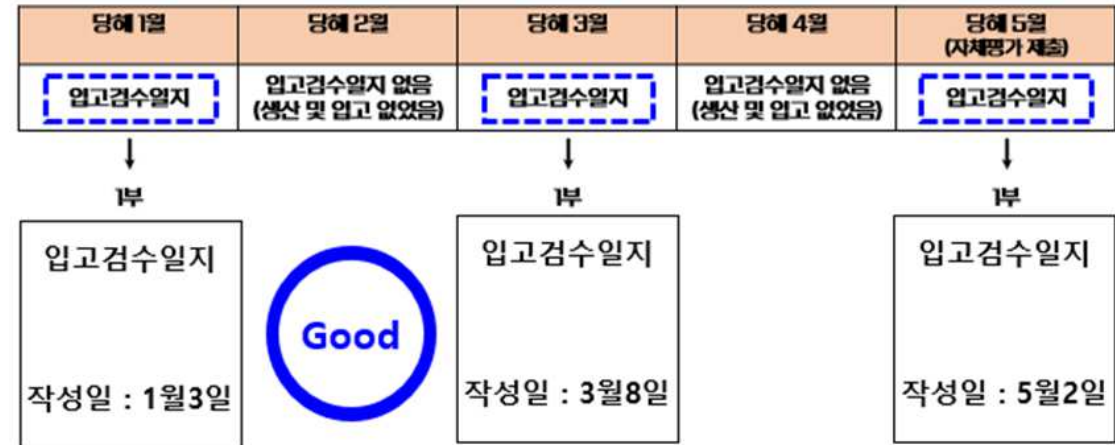 당해 1월
당해 2월
당해 3월
당해 4월
당해 5월
(자체평가 제출)
입고검수일지
입고검수일지 없음
(생산 및 입고 없었음)
입고검수일지
입고검수일지 없음
(생산 및 입고 없었음)
입고검수일지
1부
1부
1부
입고검수일지
작성일 : 1월3일
Good
입고검수일지
작성일 : 3월8일
입고검수일지
작성일 : 5월2일